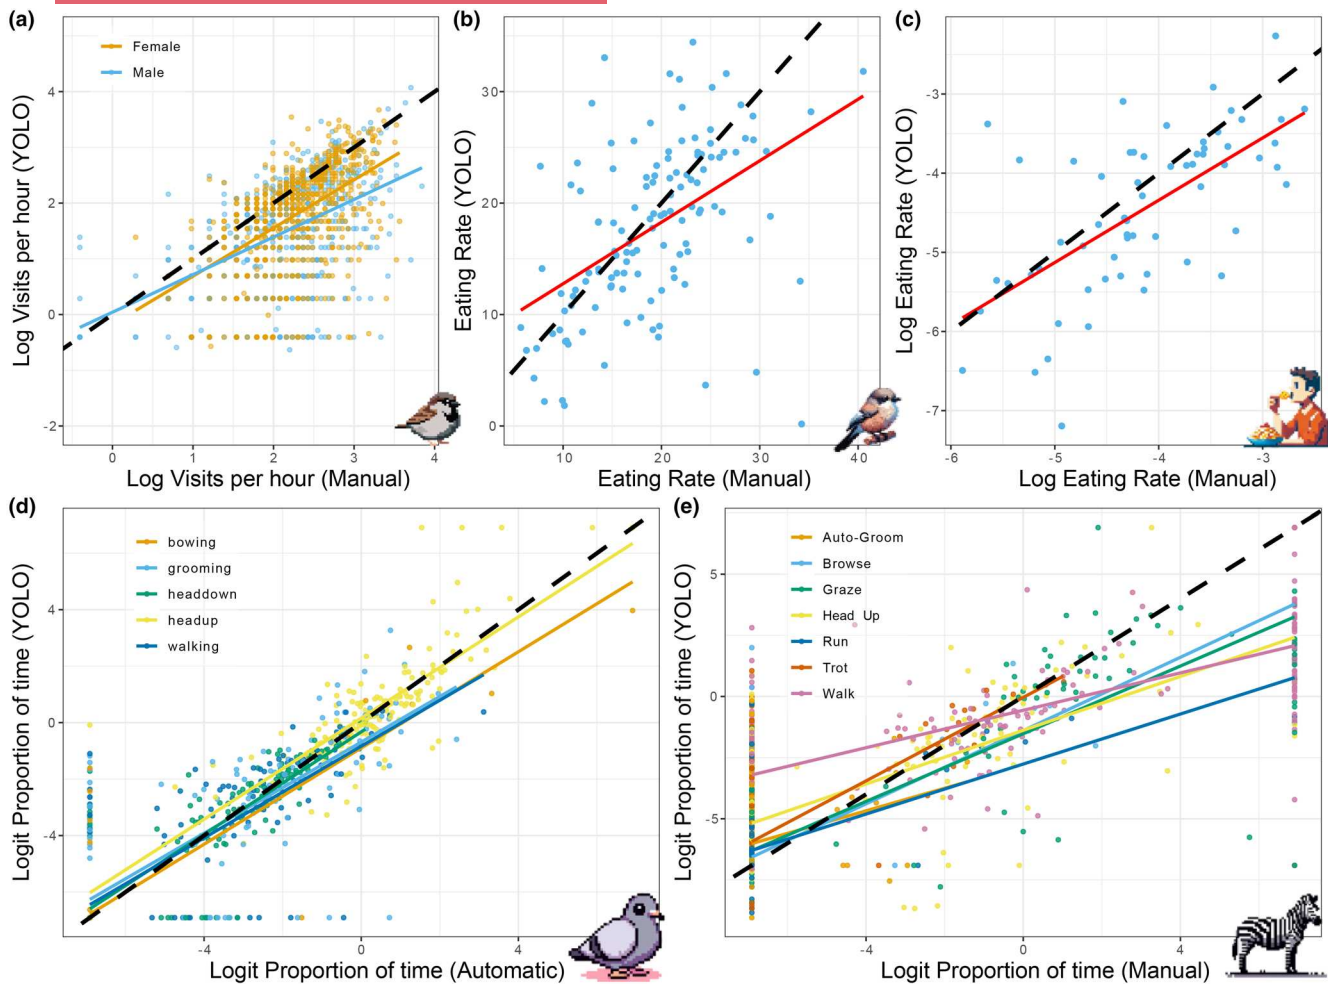 (a)
Female
Male
4
2
0
-2
0
1
2
3
4
Log Visits per hour (YOLO)
Log Visits per hour (Manual)
(b)
30
20
10
0
10
20
30
40
Eating Rate (YOLO)
Eating Rate (Manual)
(c)
-3
-4
-5
-6
-7
-6
-5
-4
-3
Log Eating Rate (YOLO)
Log Eating Rate (Manual)
(d)
bowing
grooming
headdown
headup
walking
4
0
-4
-4
0
4
Logit Proportion of time (YOLO)
Logit Proportion of time (Automatic)
(e)
Auto-Groom
Browse
Graze
Head Up
Run
Trot
Walk
5
0
-5
-4
0
4
Logit Proportion of time (YOLO)
Logit Proportion of time (Manual)